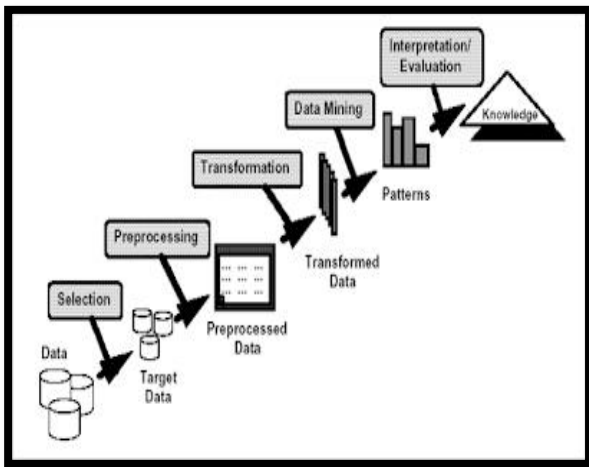 Interpretation/
Evaluation
Knowledge
Data Mining
Patterns
Transformation
Transformed
Data
Preprocessing
Preprocessed
Data
Selection
Target
Data
Data